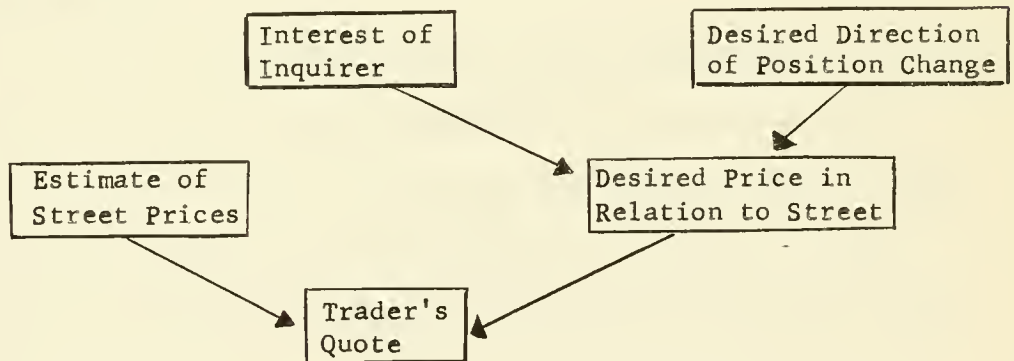 Interest of
Inquirer
Desired Direction
of Position Change
Estimate of
Street Prices
Desired Price in
Relation to Street
Trader's
Quote